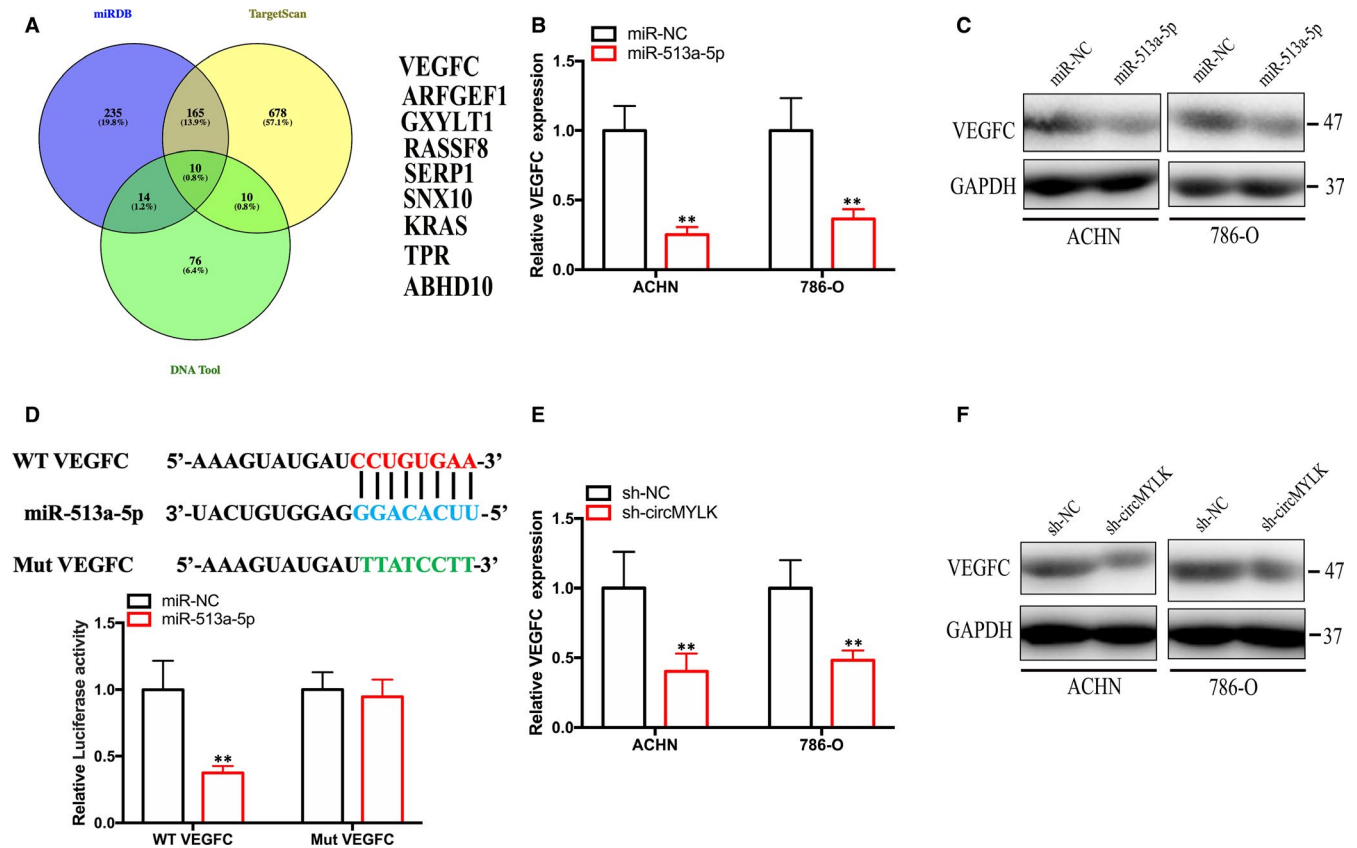 A
miRDB
TargetScan
235
(19.8%)
165
(13.9%)
678
(57.1%)
10
(0.8%)
14
(1.2%)
10
(0.8%)
76
(6.4%)
DNA Tool
VEGFC
ARFGEF1
GXYLT1
RASSF8
SERP1
SNX10
KRAS
TPR
ABHD10
B
miR-NC
miR-513a-5p
Relative VEGFC expression
1.5
1.0
0.5
0.0
**
**
ACHN
786-O
C
miR-NC
miR-513a-5p
miR-NC
miR-513a-5p
VEGFC
47
GAPDH
37
ACHN
786-O
D
WT VEGFC 5’-AAAGUAUGAUCCUGUGAA-3’
miR-513a-5p 3’-UACUGUGGAGGGACACUU-5’
Mut VEGFC 5’-AAAGUAUGAUTTATCCTT-3’
miR-NC
miR-513a-5p
Relative Luciferase activity
1.5
1.0
0.5
0.0
**
WT VEGFC
Mut VEGFC
E
sh-NC
sh-circMYLK
Relative VEGFC expression
1.5
1.0
0.5
0.0
**
**
ACHN
786-O
F
sh-NC
sh-circMYLK
sh-NC
sh-circMYLK
VEGFC
47
GAPDH
37
ACHN
786-O